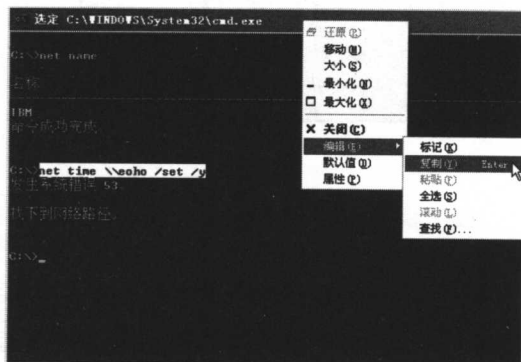 选定 C:\WINDOWS\System32\cmd.exe
C:\>net name
名称
IBM
命令成功完成。
C:\>net time \\eoho /set /y
发生系统错误 53。
找不到网络路径。
C:\>_
还原(R)
移动(M)
大小(S)
最小化(N)
最大化(X)
关闭(C)
编辑(E)
默认值(D)
属性(P)
标记(K)
复制(Y) Enter
粘贴(P)
全选(S)
滚动(L)
查找(F)...